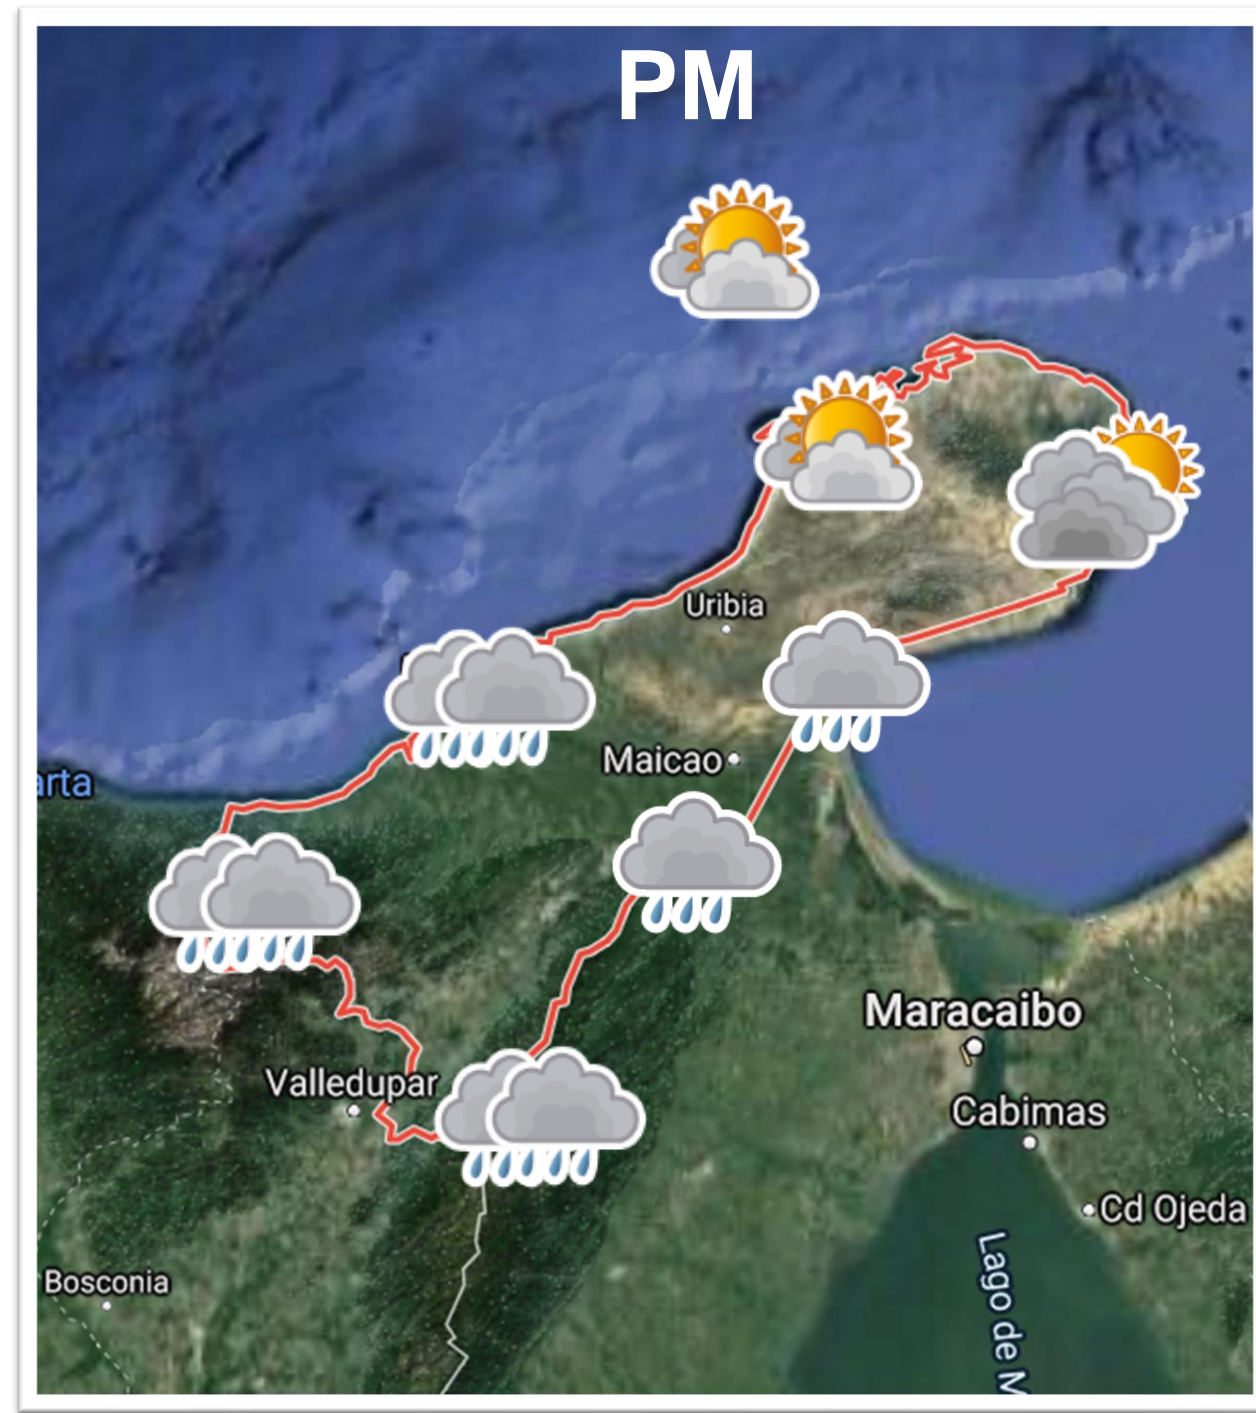 PM
Uribia
Maicao
arta
Maracaibo
Valledupar
Cabimas
Cd Ojeda
Bosconia
Lago de M